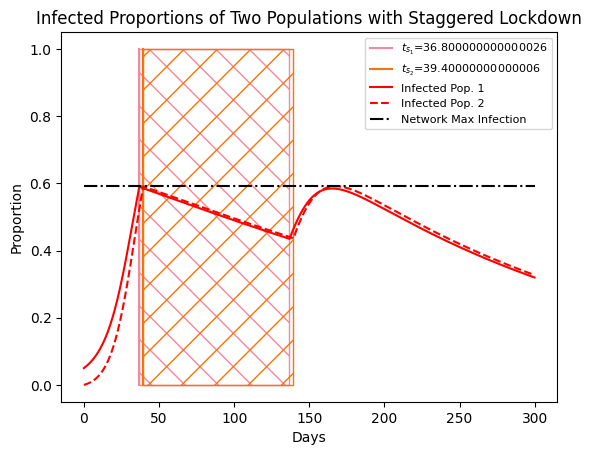 Infected Proportions of Two Populations with Staggered Lockdown
1.0
0.8
0.6
0.4
0.2
0.0
Proportion
t_{s_1}=36.800000000000026
t_{s_2}=39.40000000000006
Infected Pop. 1
Infected Pop. 2
Network Max Infection
0
50
100
150
200
250
300
Days